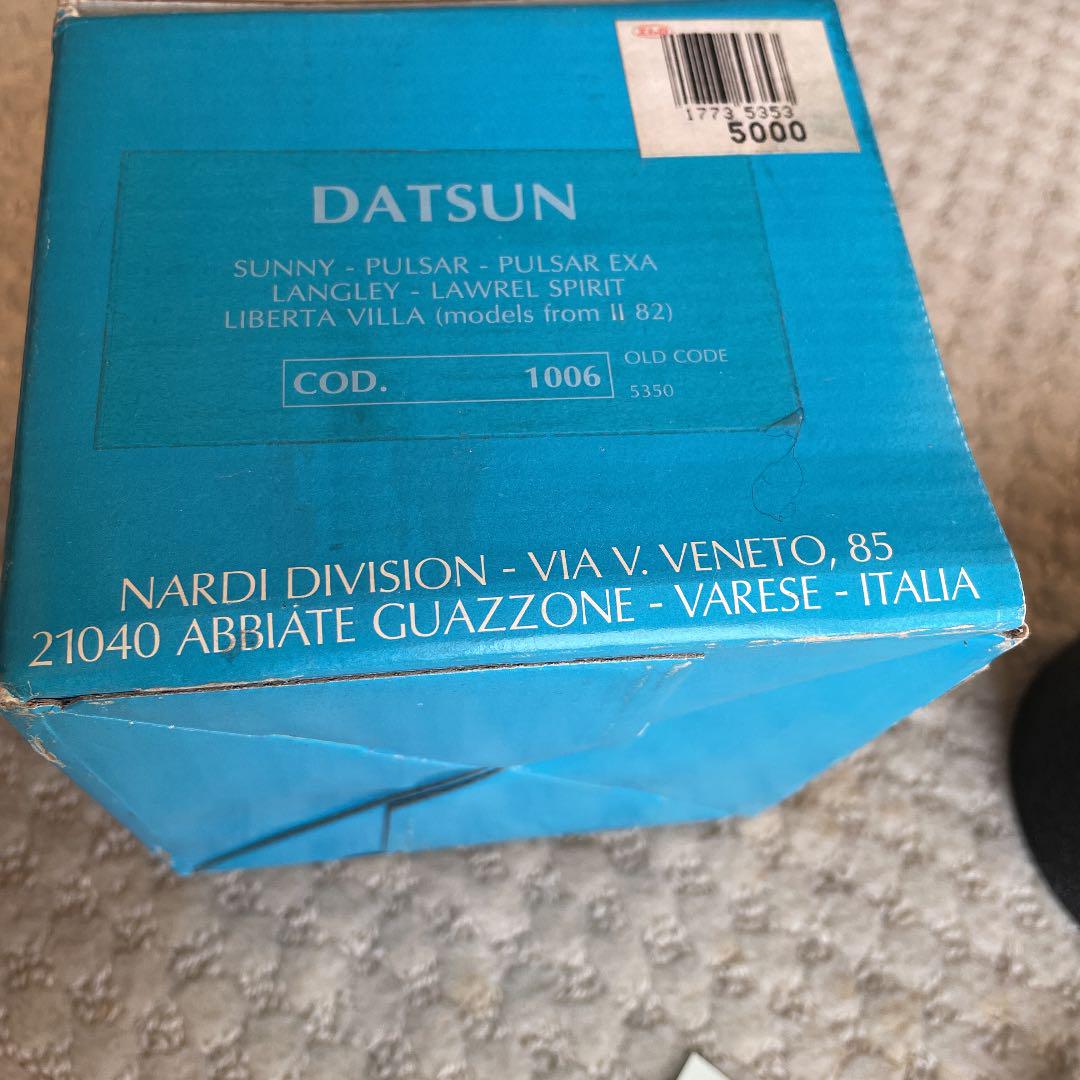 1773 5353
5000
DATSUN
SUNNY - PULSAR - PULSAR EXA
LANGLEY - LAWREL SPIRIT
LIBERTA VILLA (models from II 82)
COD. 1006
OLD CODE
5350
NARDI DIVISION - VIA V. VENETO, 85
21040 ABBIATE GUAZZONE - VARESE - ITALIA